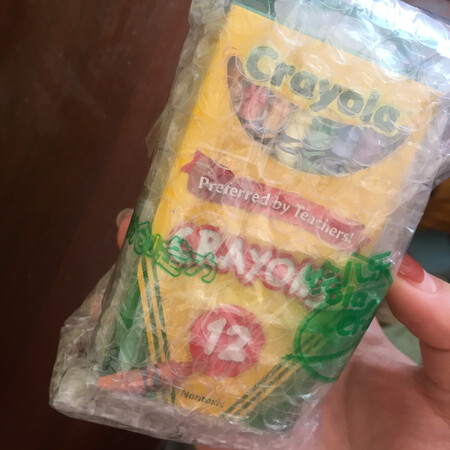 Crayola
Preferred by Teachers!
CRAYONS
12
Nontoxic